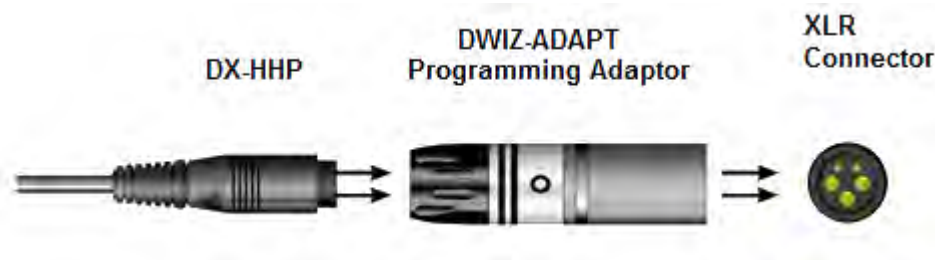 DX-HHP
DWIZ-ADAPT
Programming Adaptor
XLR
Connector